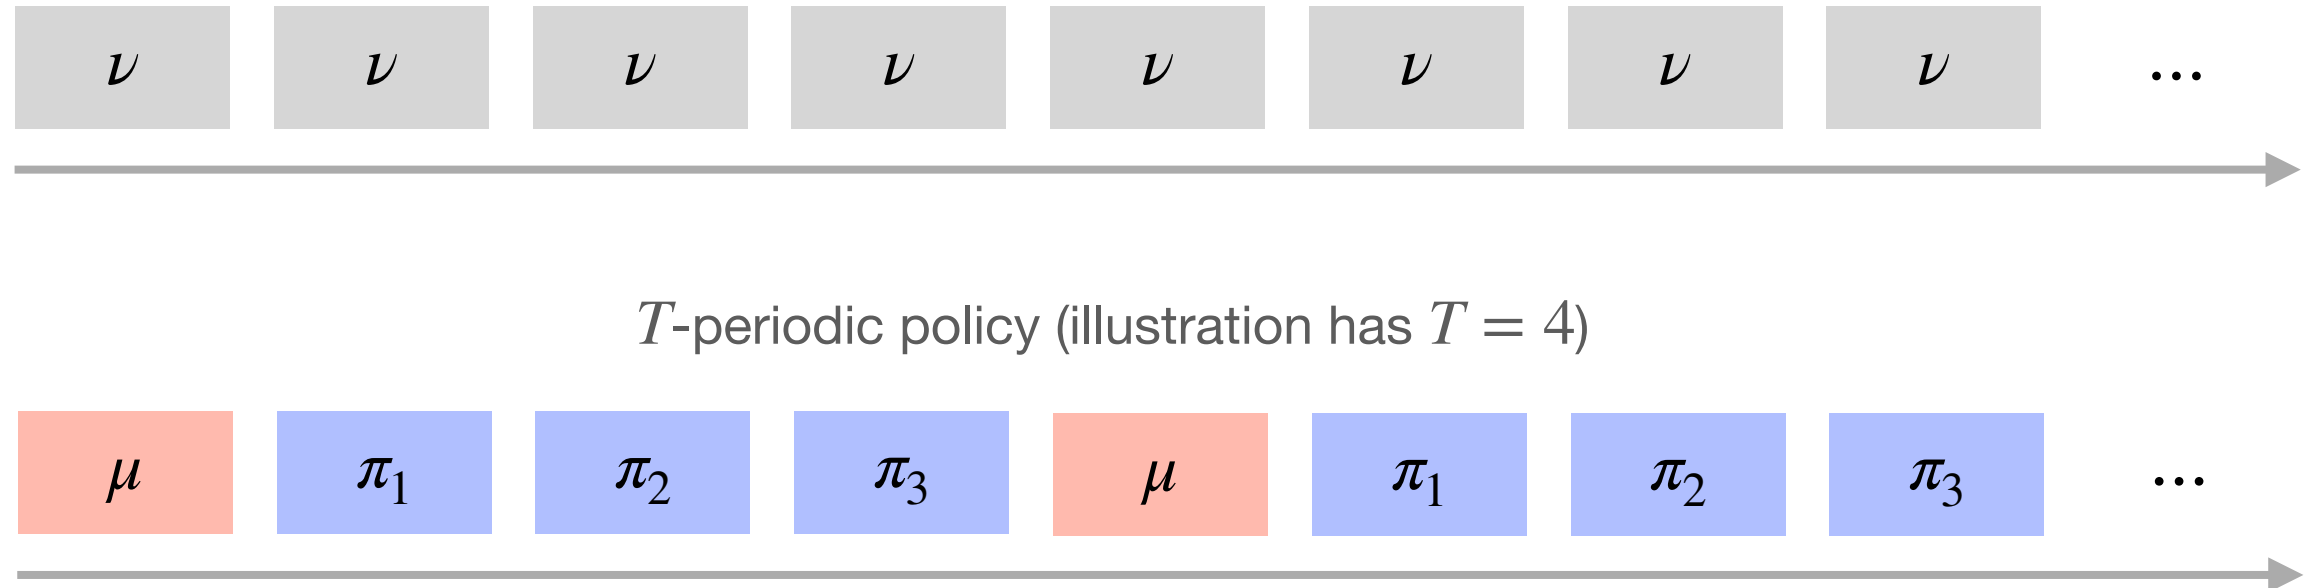 ν ν ν ν ν ν ν ν ...
T-periodic policy (illustration has T = 4)
μ π₁ π₂ π₃ μ π₁ π₂ π₃ ...